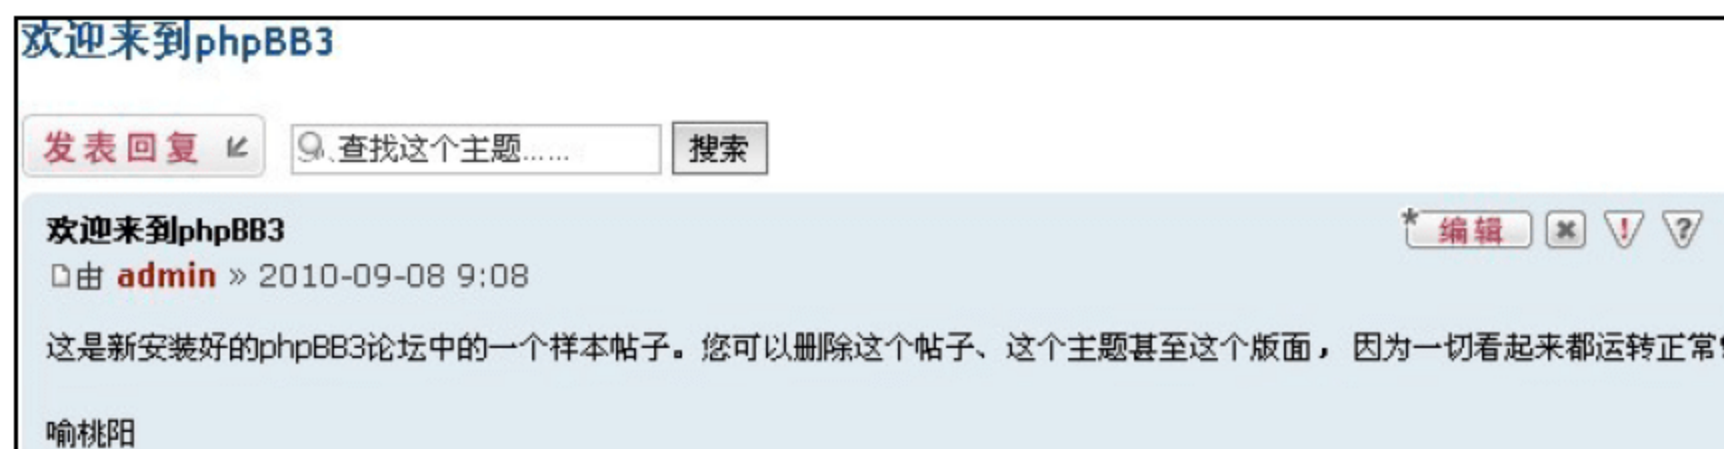 欢迎来到phpBB3
发表回复
查找这个主题……
搜索
欢迎来到phpBB3
编辑
由 admin » 2010-09-08 9:08
这是新安装好的phpBB3论坛中的一个样本帖子。您可以删除这个帖子、这个主题甚至这个版面，因为一切看起来都运转正常
喻桃阳